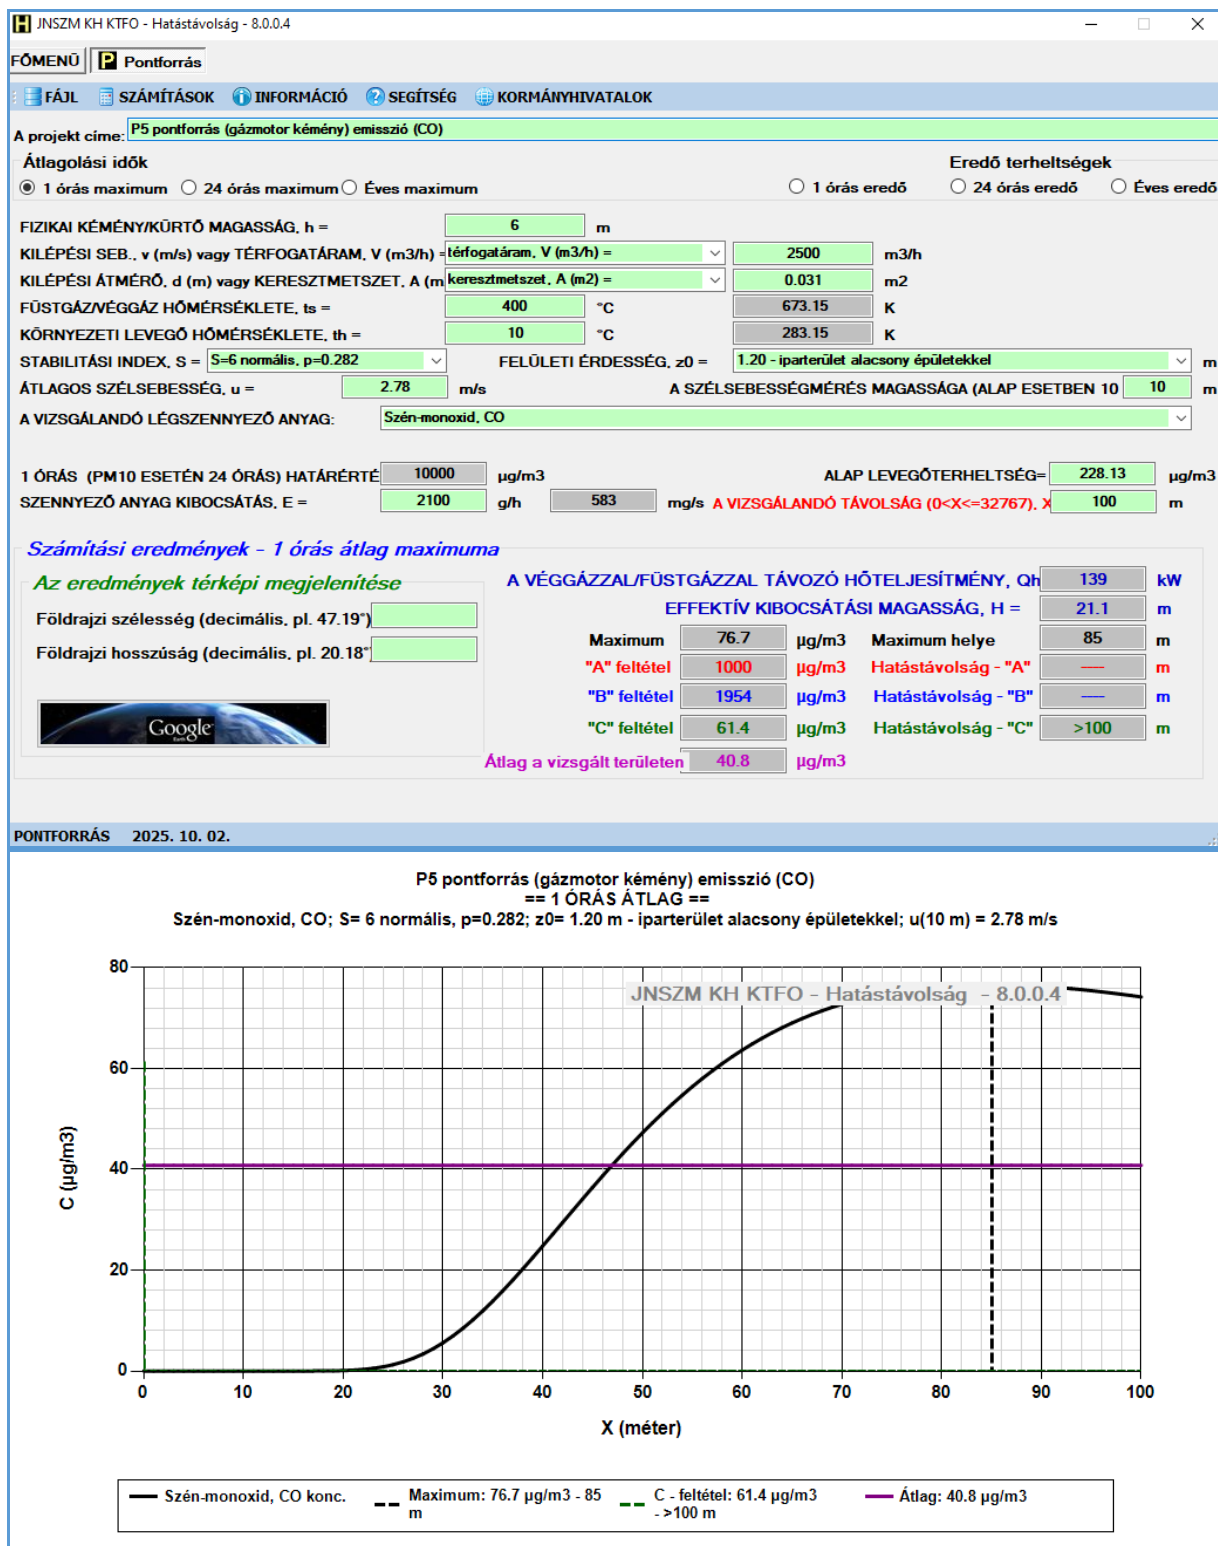 JNSZM KH KTFO - Hatástávolság - 8.0.0.4
FŐMENÜ P Pontforrás
FÁJL SZÁMÍTÁSOK INFORMÁCIÓ SEGÍTSÉG KORMÁNYHIVATALOK
A projekt címe: P5 pontforrás (gázmotor kémény) emisszió (CO)
Átlagolási idők Eredő terheltségek
1 órás maximum 24 órás maximum Éves maximum 1 órás eredő 24 órás eredő Éves eredő
FIZIKAI KÉMÉNY/KÜRTŐ MAGASSÁG, h = 6 m
KILÉPÉSI SEB., v (m/s) vagy TÉRFOGATÁRAM, V (m3/h) = térfogatáram, V (m3/h) = 2500 m3/h
KILÉPÉSI ÁTMÉRŐ, d (m) vagy KERESZTMETSZET, A (m keresztmetszet, A (m2) = 0.031 m2
FÜSTGÁZ/VÉGGÁZ HŐMÉRSÉKLETE, ts = 400 °C 673.15 K
KÖRNYEZETI LEVEGŐ HŐMÉRSÉKLETE, th = 10 °C 283.15 K
STABILITÁSI INDEX, S = S=6 normális, p=0.282 FELÜLETI ÉRDESSÉG, z0 = 1.20 - iparterület alacsony épületekkel m
ÁTLAGOS SZÉLSEBESSÉG, u = 2.78 m/s A SZÉLSEBESSÉGMÉRÉS MAGASSÁGA (ALAP ESETBEN 10 10 m
A VIZSGÁLANDÓ LÉGSZENNYEZŐ ANYAG: Szén-monoxid, CO
1 ÓRÁS (PM10 ESETÉN 24 ÓRÁS) HATÁRÉRTÉ 10000 µg/m3 ALAP LEVEGŐTERHELTSÉG= 228.13 µg/m3
SZENNYEZŐ ANYAG KIBOCSÁTÁS, E = 2100 g/h 583 mg/s A VIZSGÁLANDÓ TÁVOLSÁG (0<X<=32767), X 100 m
Számítási eredmények - 1 órás átlag maximuma
Az eredmények térképi megjelenítése A VÉGGÁZZAL/FÜSTGÁZZAL TÁVOZÓ HŐTELJESÍTMÉNY, Qh 139 kW
Földrajzi szélesség (decimális, pl. 47.19°) EFFEKTÍV KIBOCSÁTÁSI MAGASSÁG, H = 21.1 m
Maximum 76.7 µg/m3 Maximum helye 85 m
Földrajzi hosszúság (decimális, pl. 20.18°) "A" feltétel 1000 µg/m3 Hatástávolság - "A" ---- m
"B" feltétel 1954 µg/m3 Hatástávolság - "B" ---- m
Google Earth "C" feltétel 61.4 µg/m3 Hatástávolság - "C" >100 m
Átlag a vizsgált területen 40.8 µg/m3
PONTFORRÁS 2025. 10. 02.
P5 pontforrás (gázmotor kémény) emisszió (CO)
== 1 ÓRÁS ÁTLAG ==
Szén-monoxid, CO; S= 6 normális, p=0.282; z0= 1.20 m - iparterület alacsony épületekkel; u(10 m) = 2.78 m/s
80
JNSZM KH KTFO - Hatástávolság - 8.0.0.4
60
40
20
0
C (µg/m3)
0 10 20 30 40 50 60 70 80 90 100
X (méter)
Szén-monoxid, CO konc. Maximum: 76.7 µg/m3 - 85 m C - feltétel: 61.4 µg/m3 - >100 m Átlag: 40.8 µg/m3